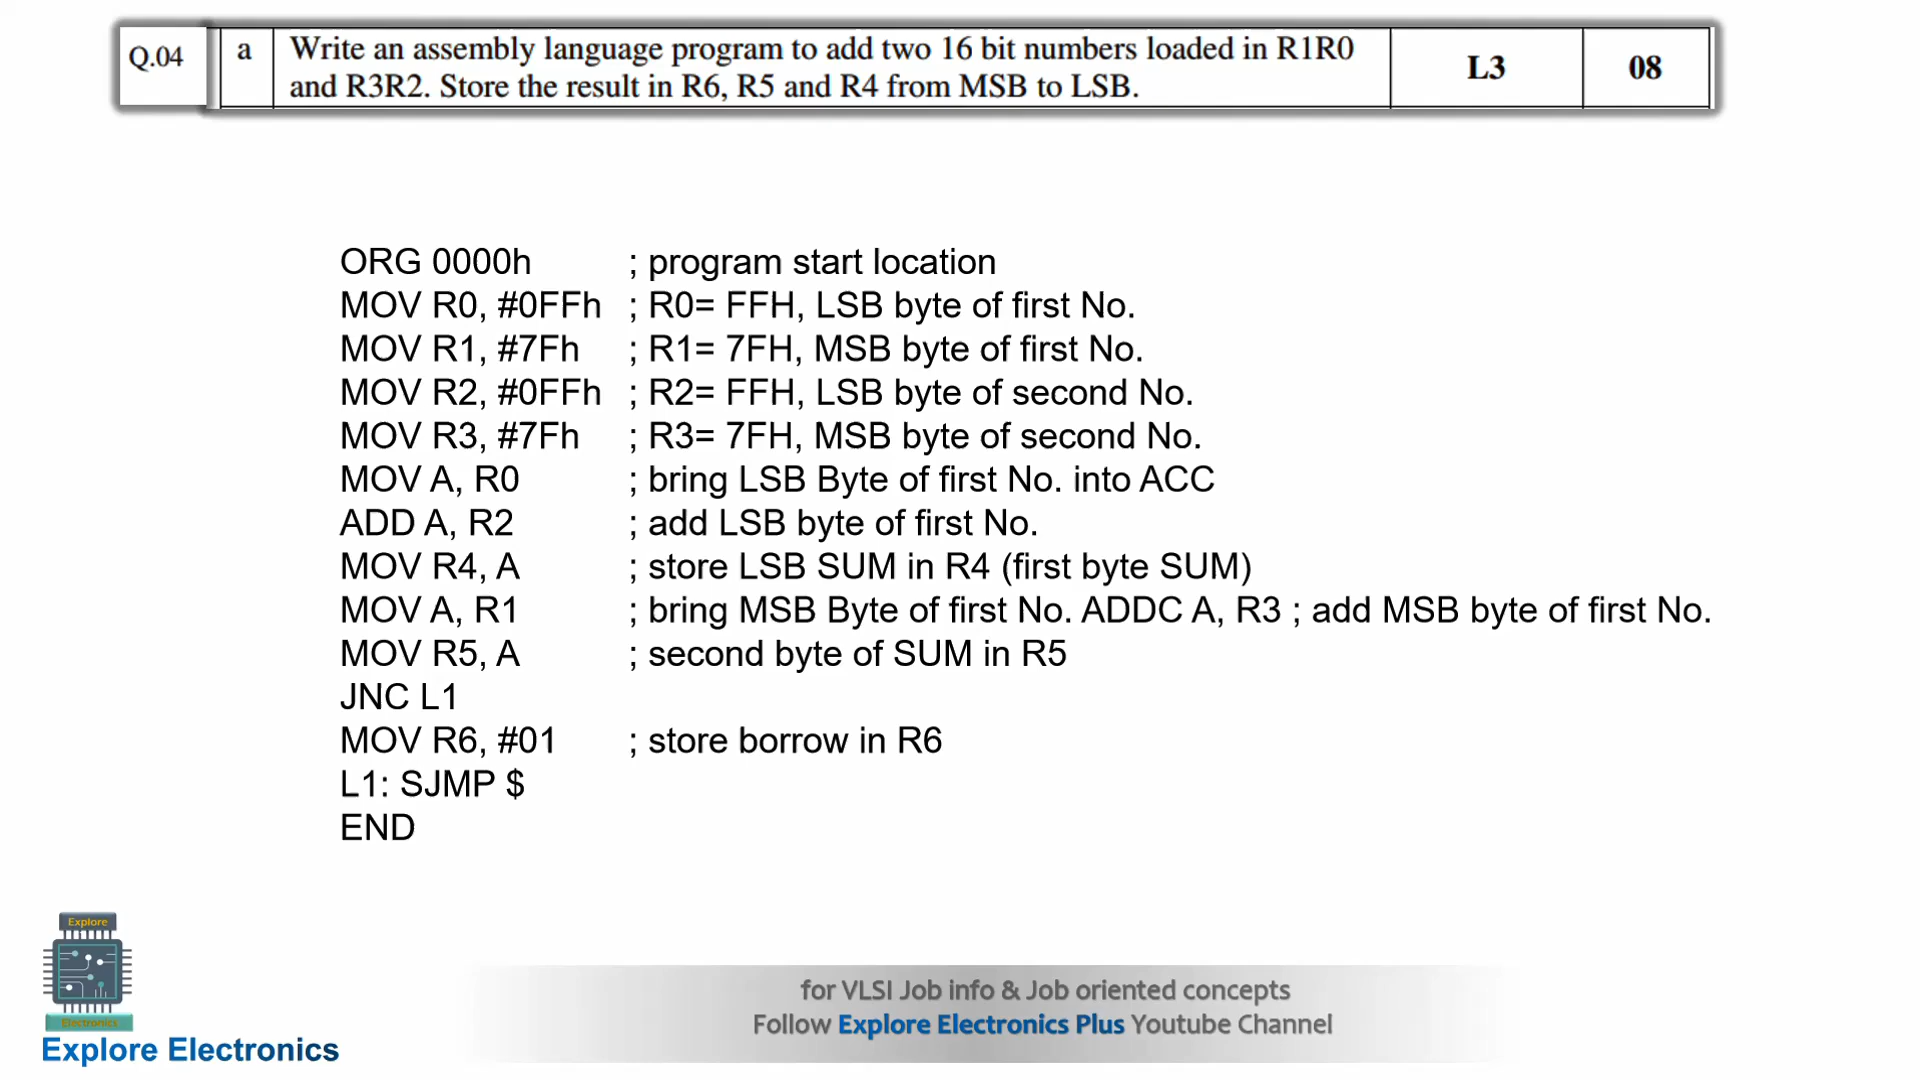 Q.04 a Write an assembly language program to add two 16 bit numbers loaded in R1R0 L3 08
and R3R2. Store the result in R6, R5 and R4 from MSB to LSB.
ORG 0000h ; program start location
MOV R0, #0FFh ; R0= FFH, LSB byte of first No.
MOV R1, #7Fh ; R1= 7FH, MSB byte of first No.
MOV R2, #0FFh ; R2= FFH, LSB byte of second No.
MOV R3, #7Fh ; R3= 7FH, MSB byte of second No.
MOV A, R0 ; bring LSB Byte of first No. into ACC
ADD A, R2 ; add LSB byte of first No.
MOV R4, A ; store LSB SUM in R4 (first byte SUM)
MOV A, R1 ; bring MSB Byte of first No. ADDC A, R3 ; add MSB byte of first No.
MOV R5, A ; second byte of SUM in R5
JNC L1
MOV R6, #01 ; store borrow in R6
L1: SJMP $
END
Explore
Electronics
Explore Electronics
for VLSI Job info & Job oriented concepts
Follow Explore Electronics Plus Youtube Channel